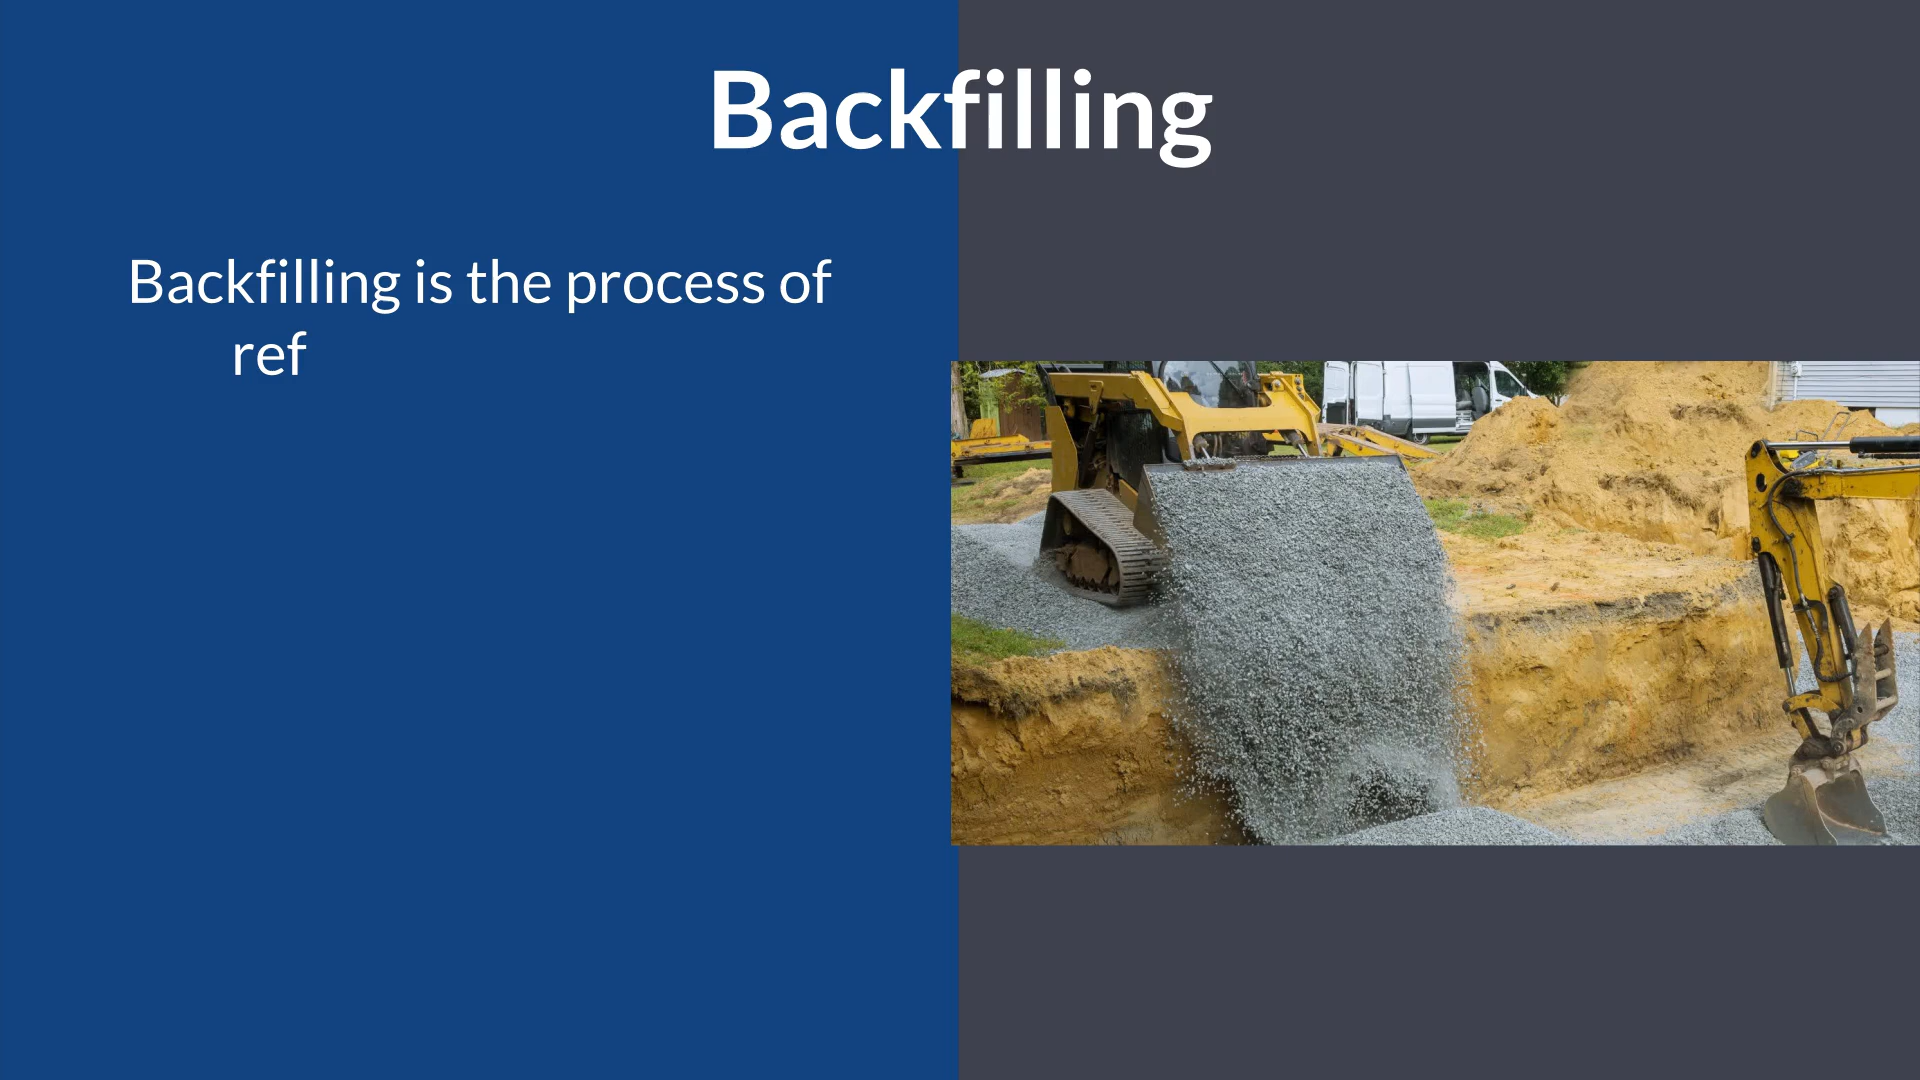 Backfilling
Backfilling is the process of
ref